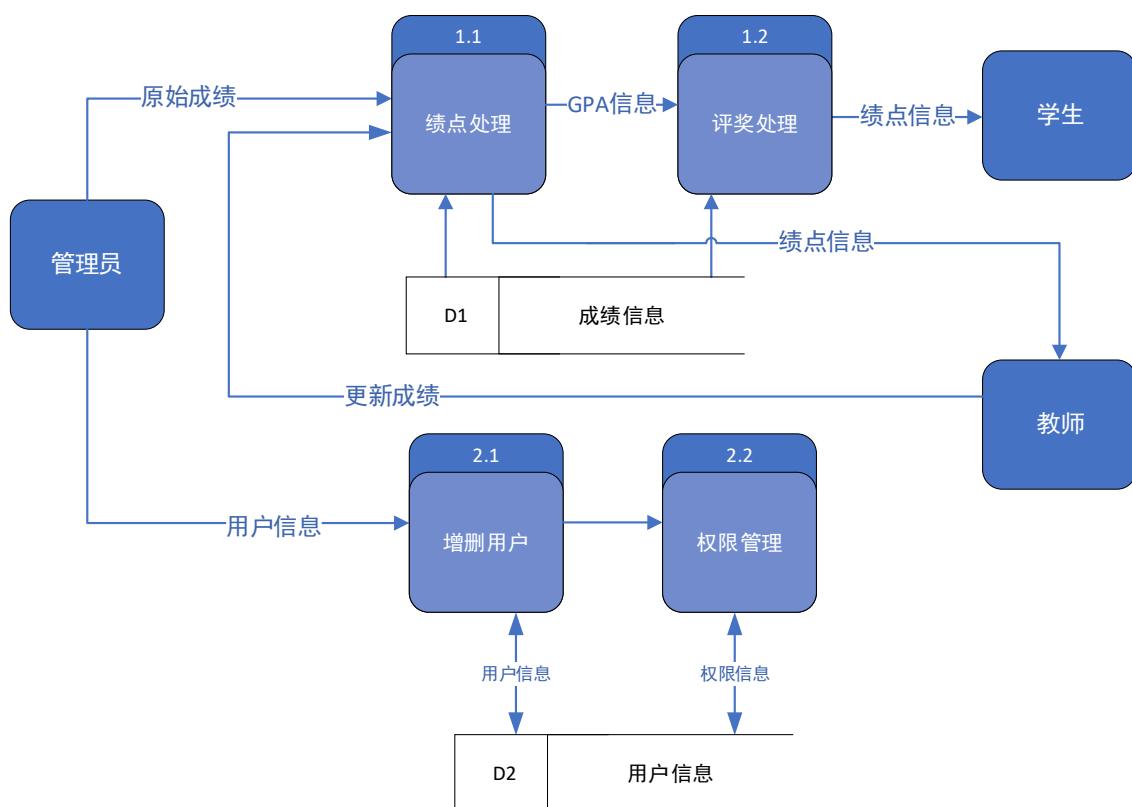 1.1
1.2
原始成绩
绩点处理
GPA信息
评奖处理
绩点信息
学生
管理员
绩点信息
D1
成绩信息
更新成绩
教师
2.1
2.2
用户信息
增删用户
权限管理
用户信息
权限信息
D2
用户信息